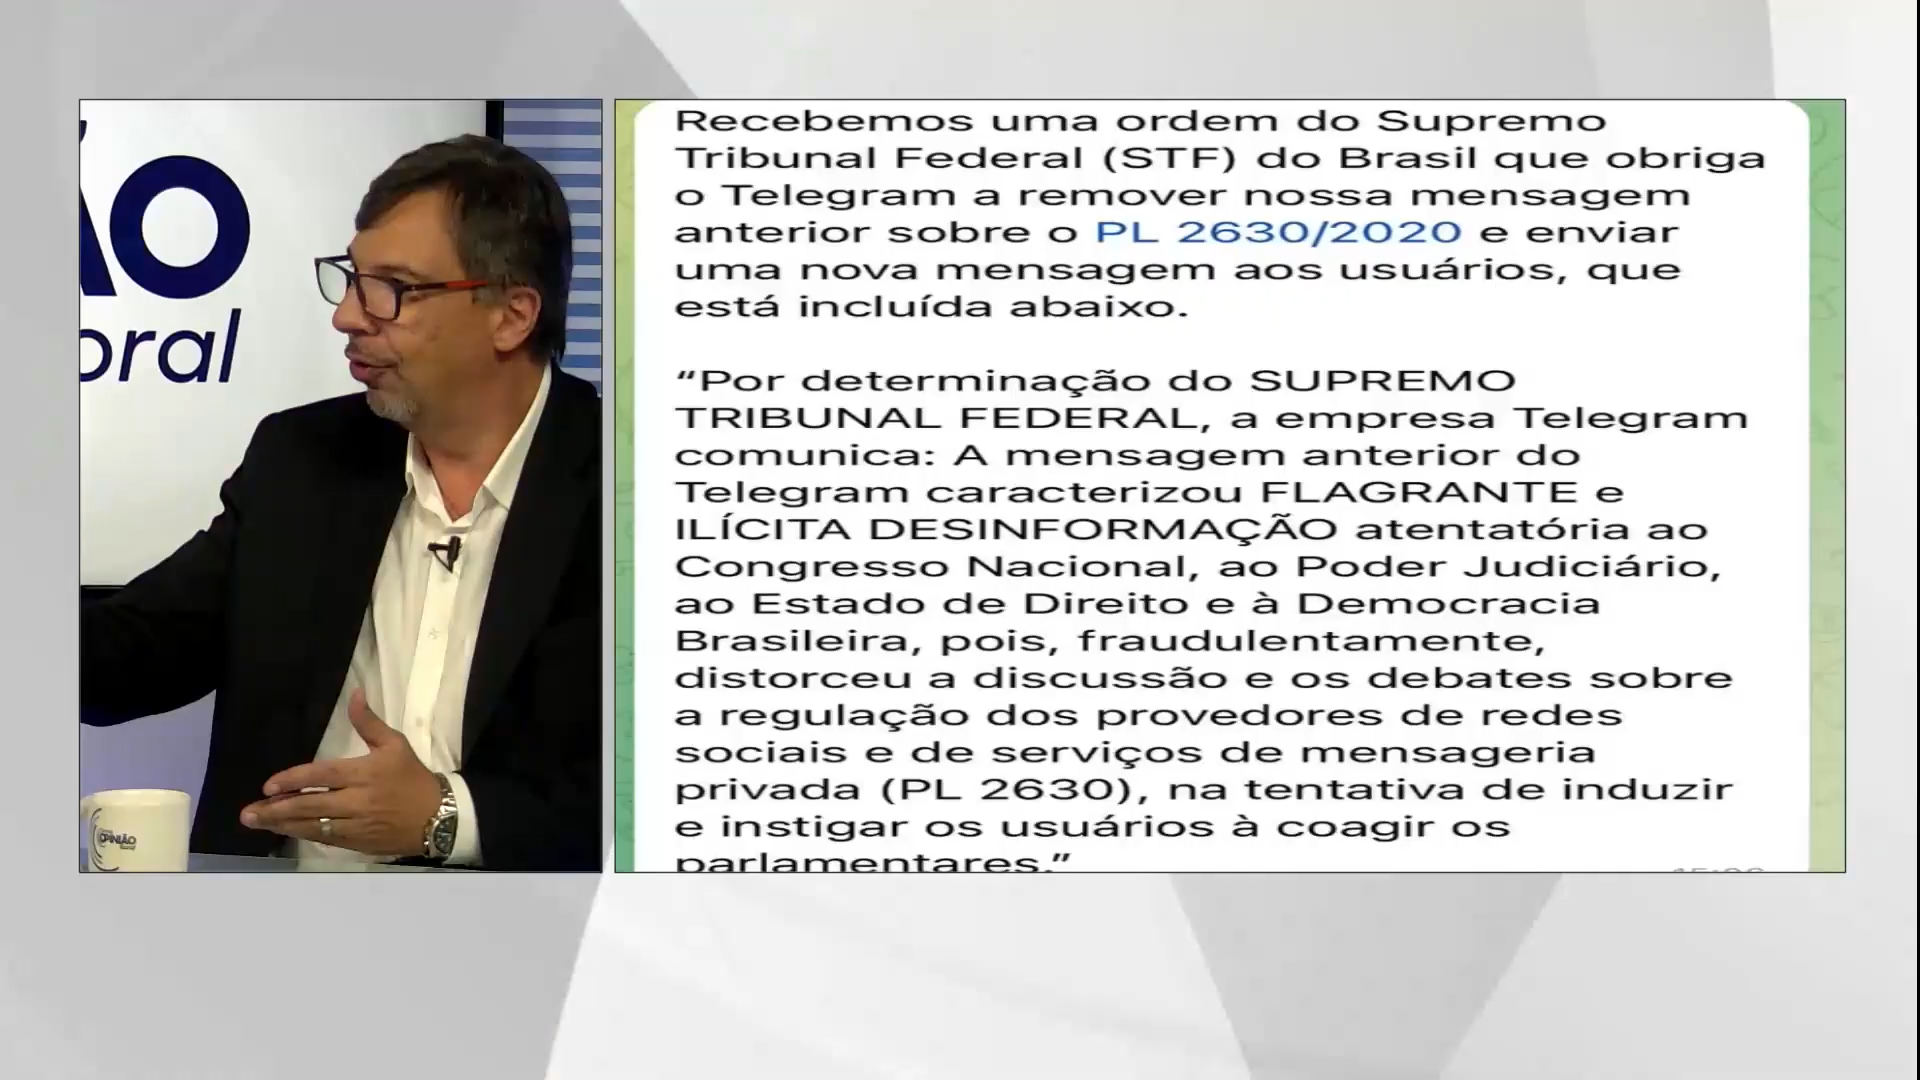 ÃO
oral
OPINIÃO
Recebemos uma ordem do Supremo
Tribunal Federal (STF) do Brasil que obriga
o Telegram a remover nossa mensagem
anterior sobre o PL 2630/2020 e enviar
uma nova mensagem aos usuários, que
está incluída abaixo.
“Por determinação do SUPREMO
TRIBUNAL FEDERAL, a empresa Telegram
comunica: A mensagem anterior do
Telegram caracterizou FLAGRANTE e
ILÍCITA DESINFORMAÇÃO atentatória ao
Congresso Nacional, ao Poder Judiciário,
ao Estado de Direito e à Democracia
Brasileira, pois, fraudulentamente,
distorceu a discussão e os debates sobre
a regulação dos provedores de redes
sociais e de serviços de mensageria
privada (PL 2630), na tentativa de induzir
e instigar os usuários à coagir os
parlamentares.”